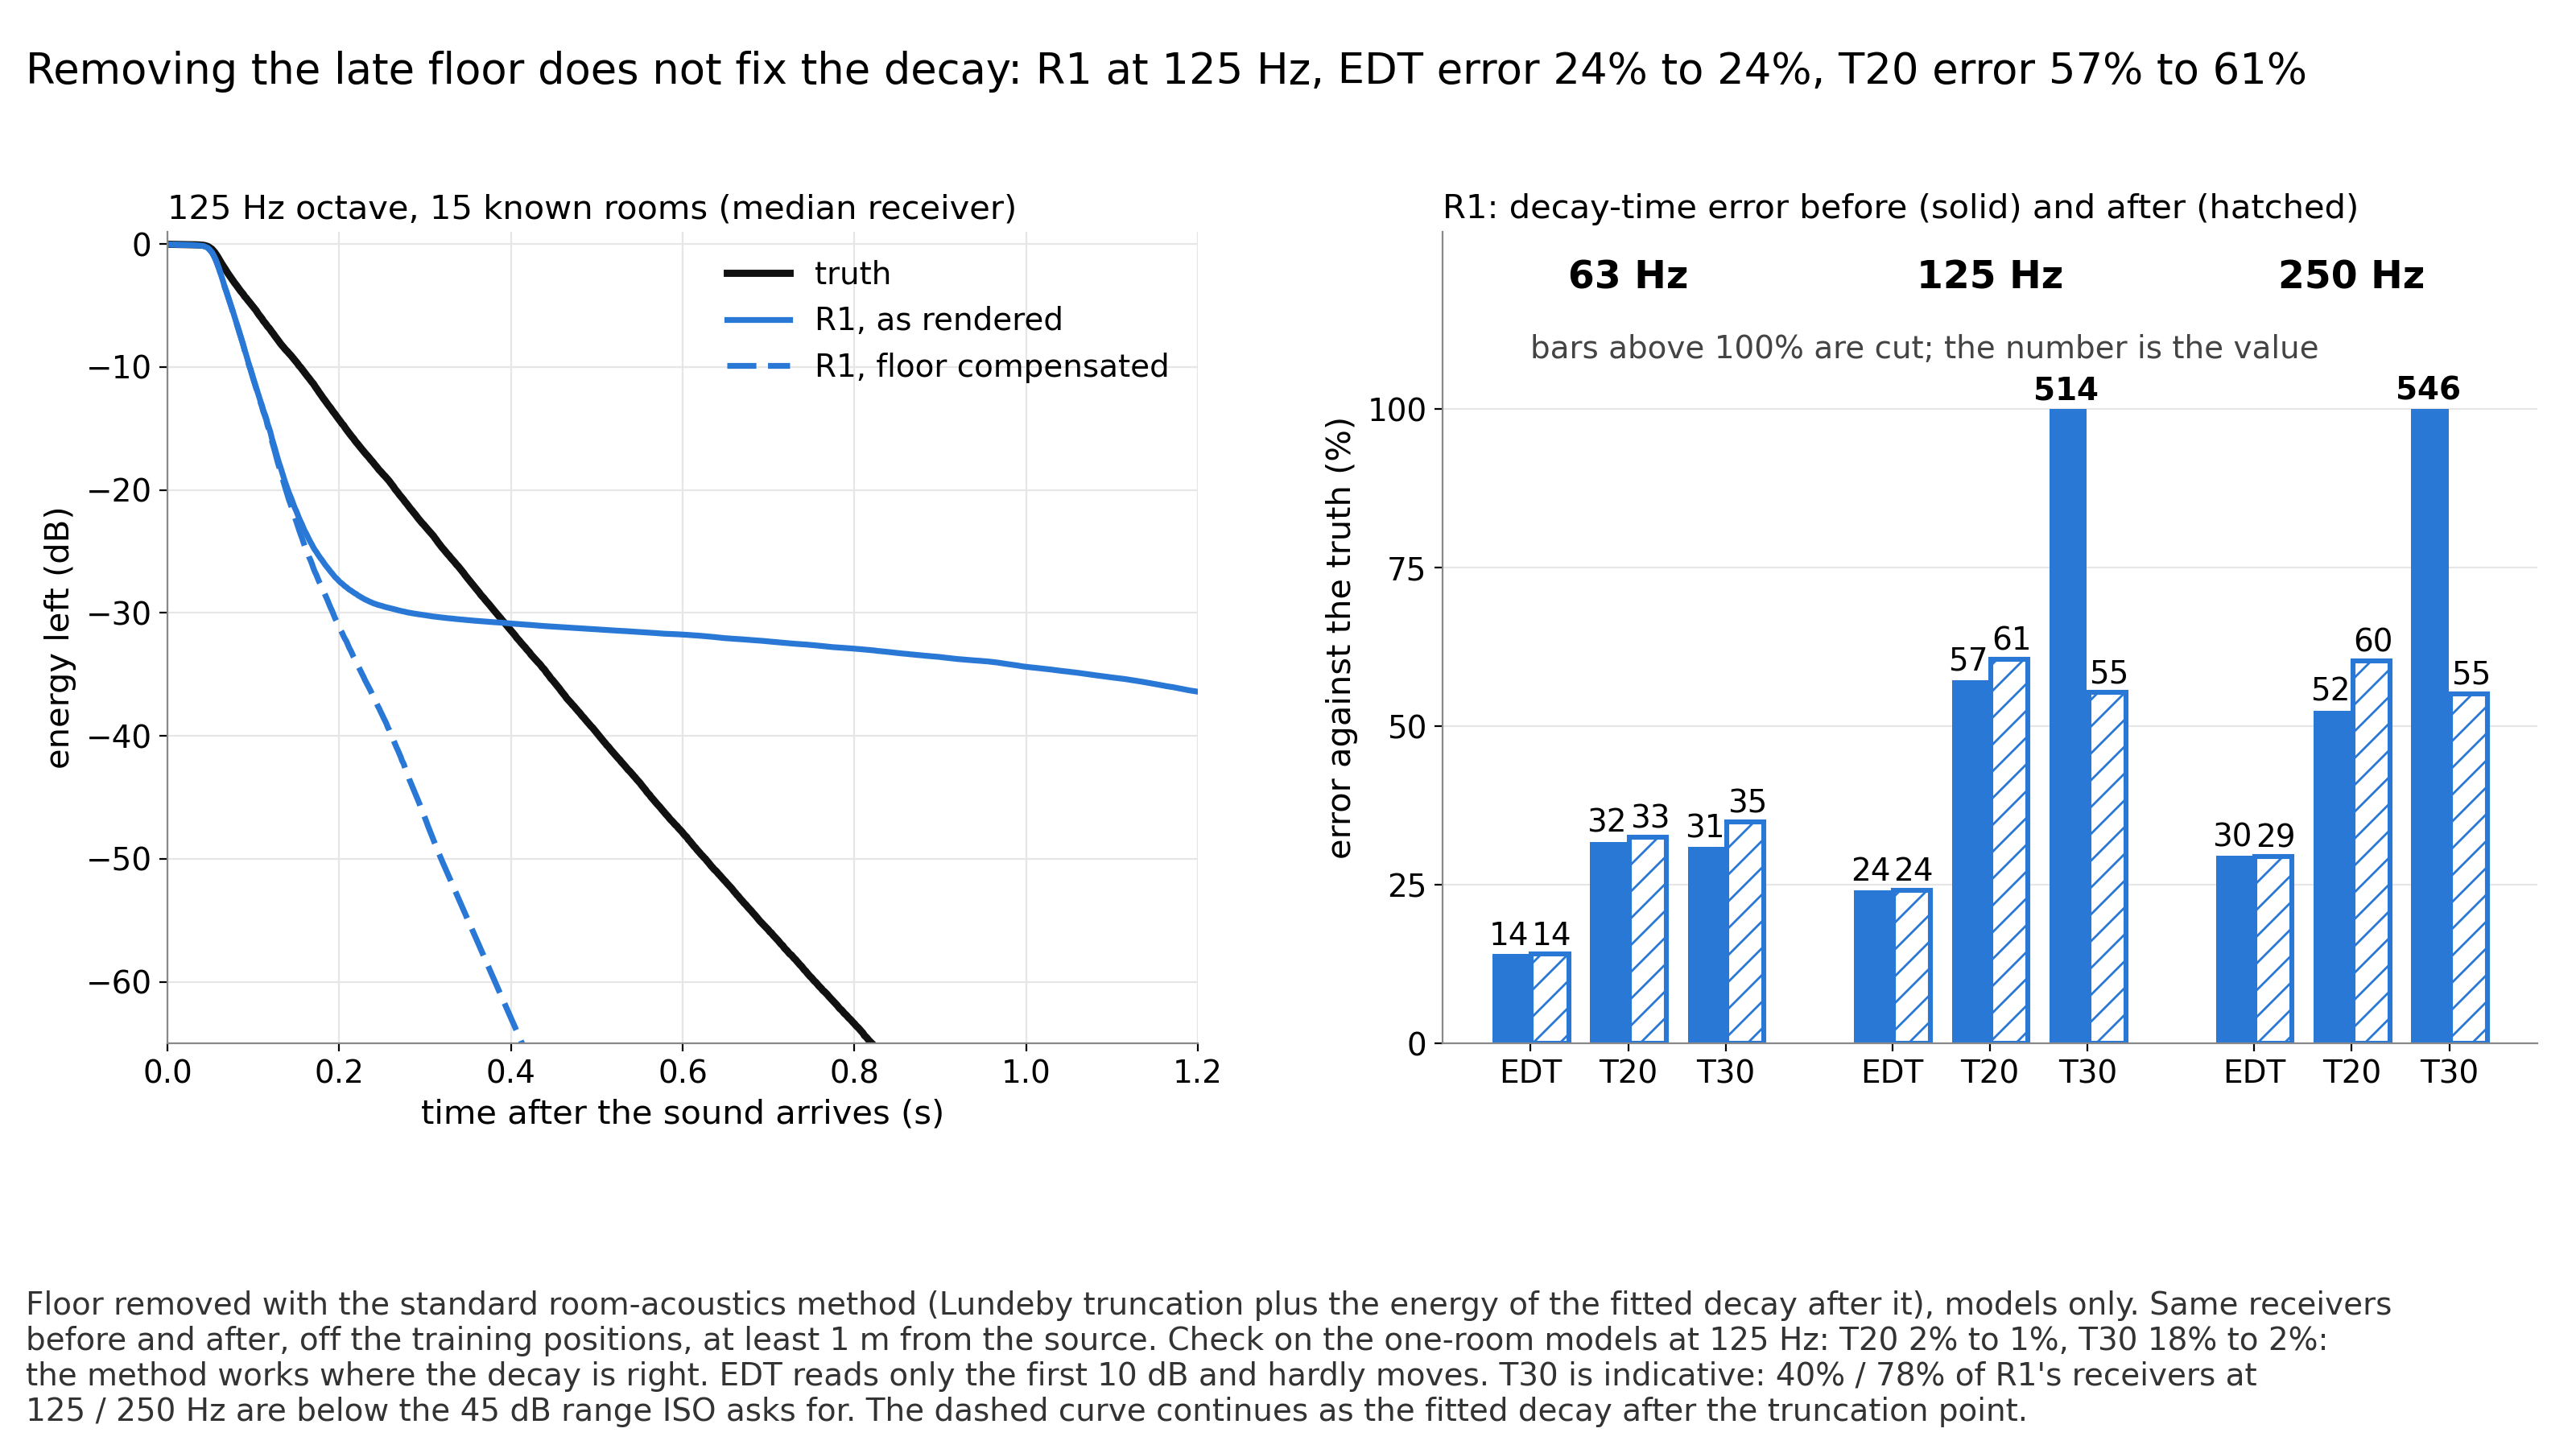 Removing the late floor does not fix the decay: R1 at 125 Hz, EDT error 24% to 24%, T20 error 57% to 61%
125 Hz octave, 15 known rooms (median receiver)
energy left (dB)
0
−10
−20
−30
−40
−50
−60
truth
R1, as rendered
R1, floor compensated
0.0 0.2 0.4 0.6 0.8 1.0 1.2
time after the sound arrives (s)
R1: decay-time error before (solid) and after (hatched)
63 Hz 125 Hz 250 Hz
bars above 100% are cut; the number is the value
error against the truth (%)
100
75
50
25
0
14 14 32 33 31 35
24 24 57 61 514 55
30 29 52 60 546 55
EDT T20 T30 EDT T20 T30 EDT T20 T30
Floor removed with the standard room-acoustics method (Lundeby truncation plus the energy of the fitted decay after it), models only. Same receivers
before and after, off the training positions, at least 1 m from the source. Check on the one-room models at 125 Hz: T20 2% to 1%, T30 18% to 2%:
the method works where the decay is right. EDT reads only the first 10 dB and hardly moves. T30 is indicative: 40% / 78% of R1's receivers at
125 / 250 Hz are below the 45 dB range ISO asks for. The dashed curve continues as the fitted decay after the truncation point.